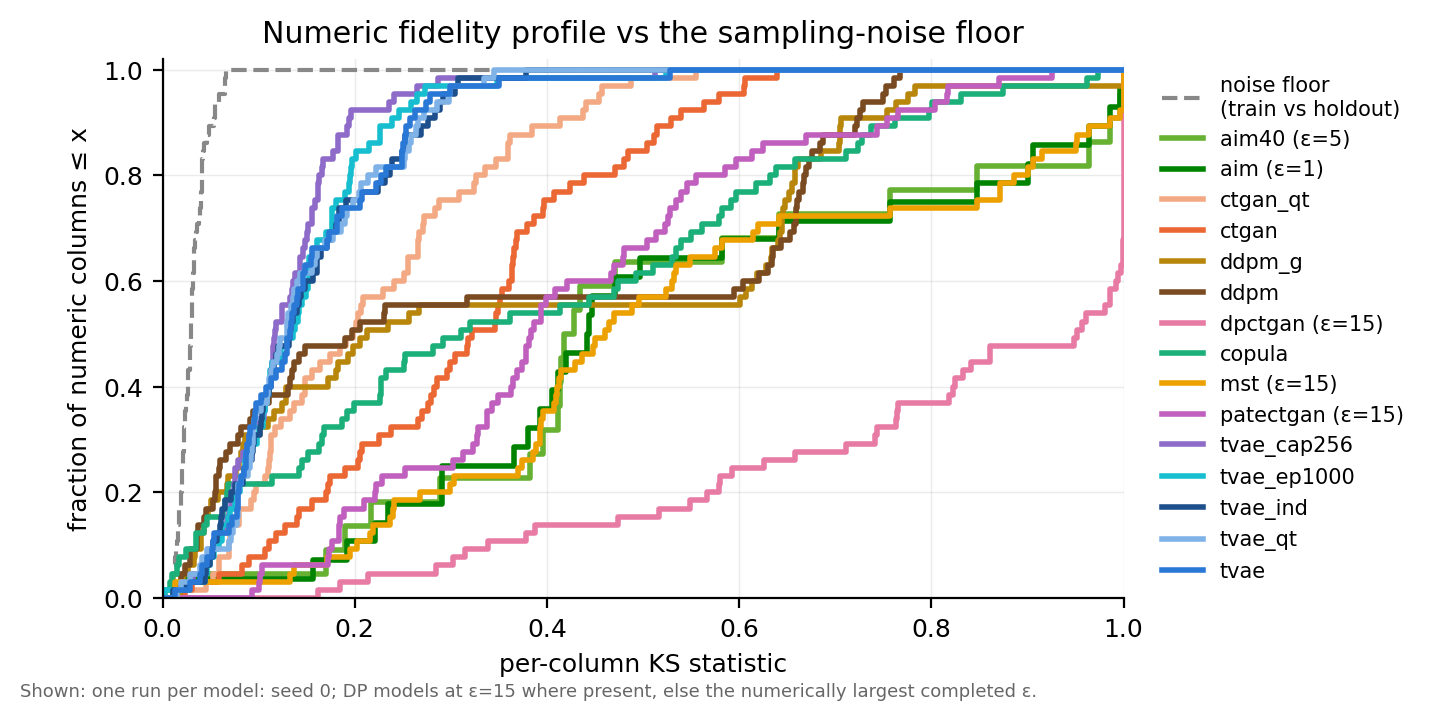 Numeric fidelity profile vs the sampling-noise floor
fraction of numeric columns ≤ x
1.0
0.8
0.6
0.4
0.2
0.0
0.0 0.2 0.4 0.6 0.8 1.0
per-column KS statistic
noise floor
(train vs holdout)
aim40 (ε=5)
aim (ε=1)
ctgan_qt
ctgan
ddpm_g
ddpm
dpctgan (ε=15)
copula
mst (ε=15)
patectgan (ε=15)
tvae_cap256
tvae_ep1000
tvae_ind
tvae_qt
tvae
Shown: one run per model: seed 0; DP models at ε=15 where present, else the numerically largest completed ε.